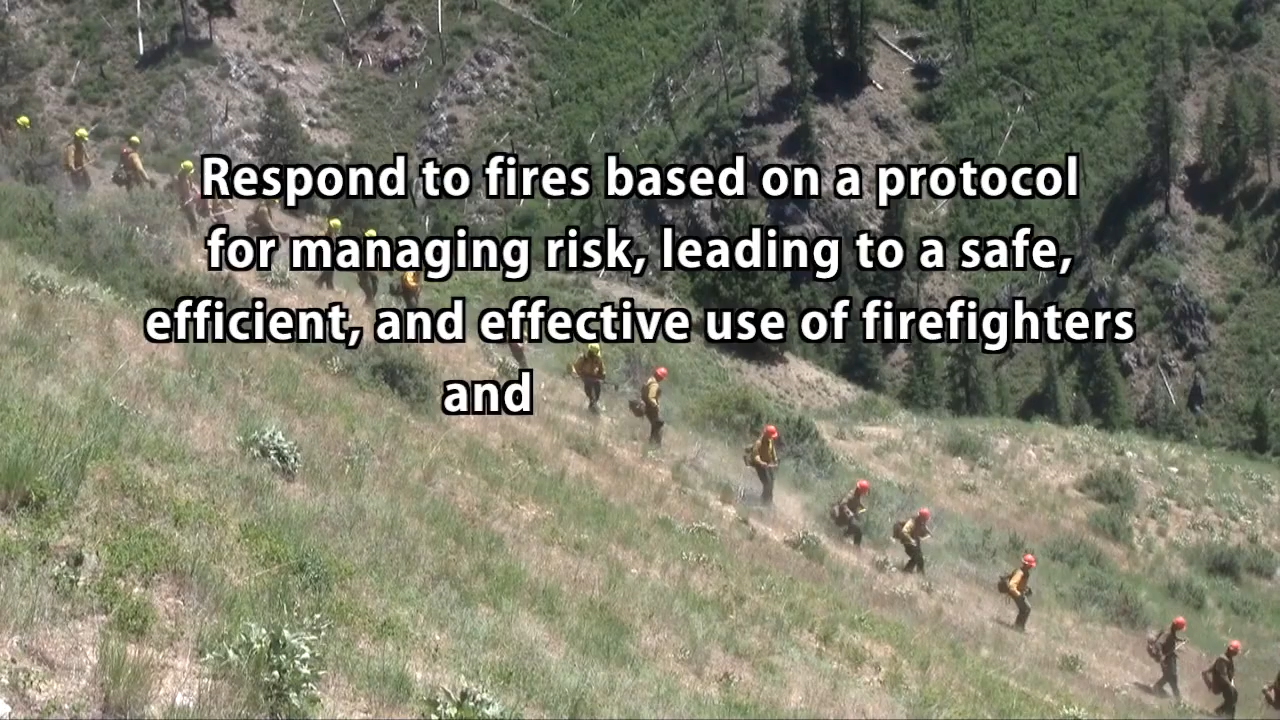 Respond to fires based on a protocol
for managing risk, leading to a safe,
efficient, and effective use of firefighters
and